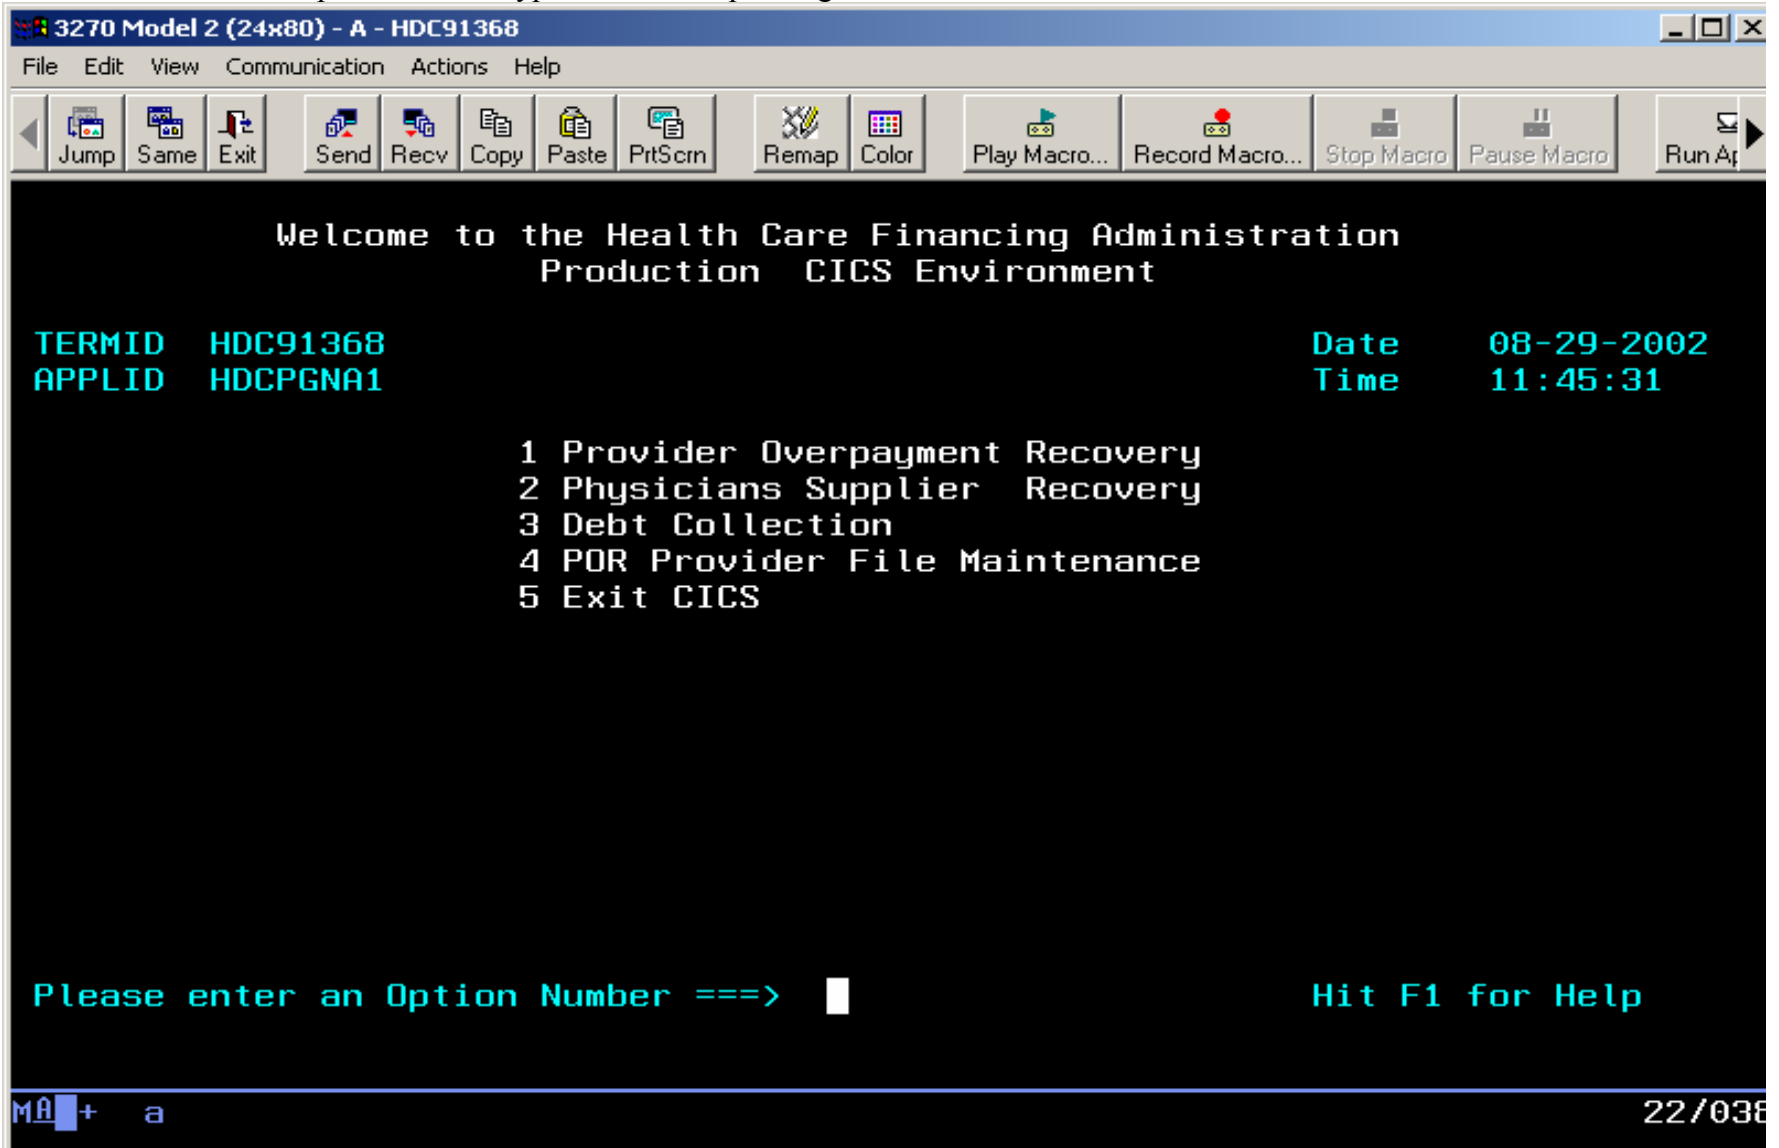 3270 Model 2 (24x80) - A - HDC91368
File Edit View Communication Actions Help
Jump Same Exit Send Recv Copy Paste PrtScrn Remap Color Play Macro... Record Macro... Stop Macro Pause Macro Run
Welcome to the Health Care Financing Administration
Production CICS Environment
TERMID HDC91368 Date 08-29-2002
APPLID HDCPGNA1 Time 11:45:31
1 Provider Overpayment Recovery
2 Physicians Supplier Recovery
3 Debt Collection
4 POR Provider File Maintenance
5 Exit CICS
Please enter an Option Number ===> Hit F1 for Help
MA + a 22/038